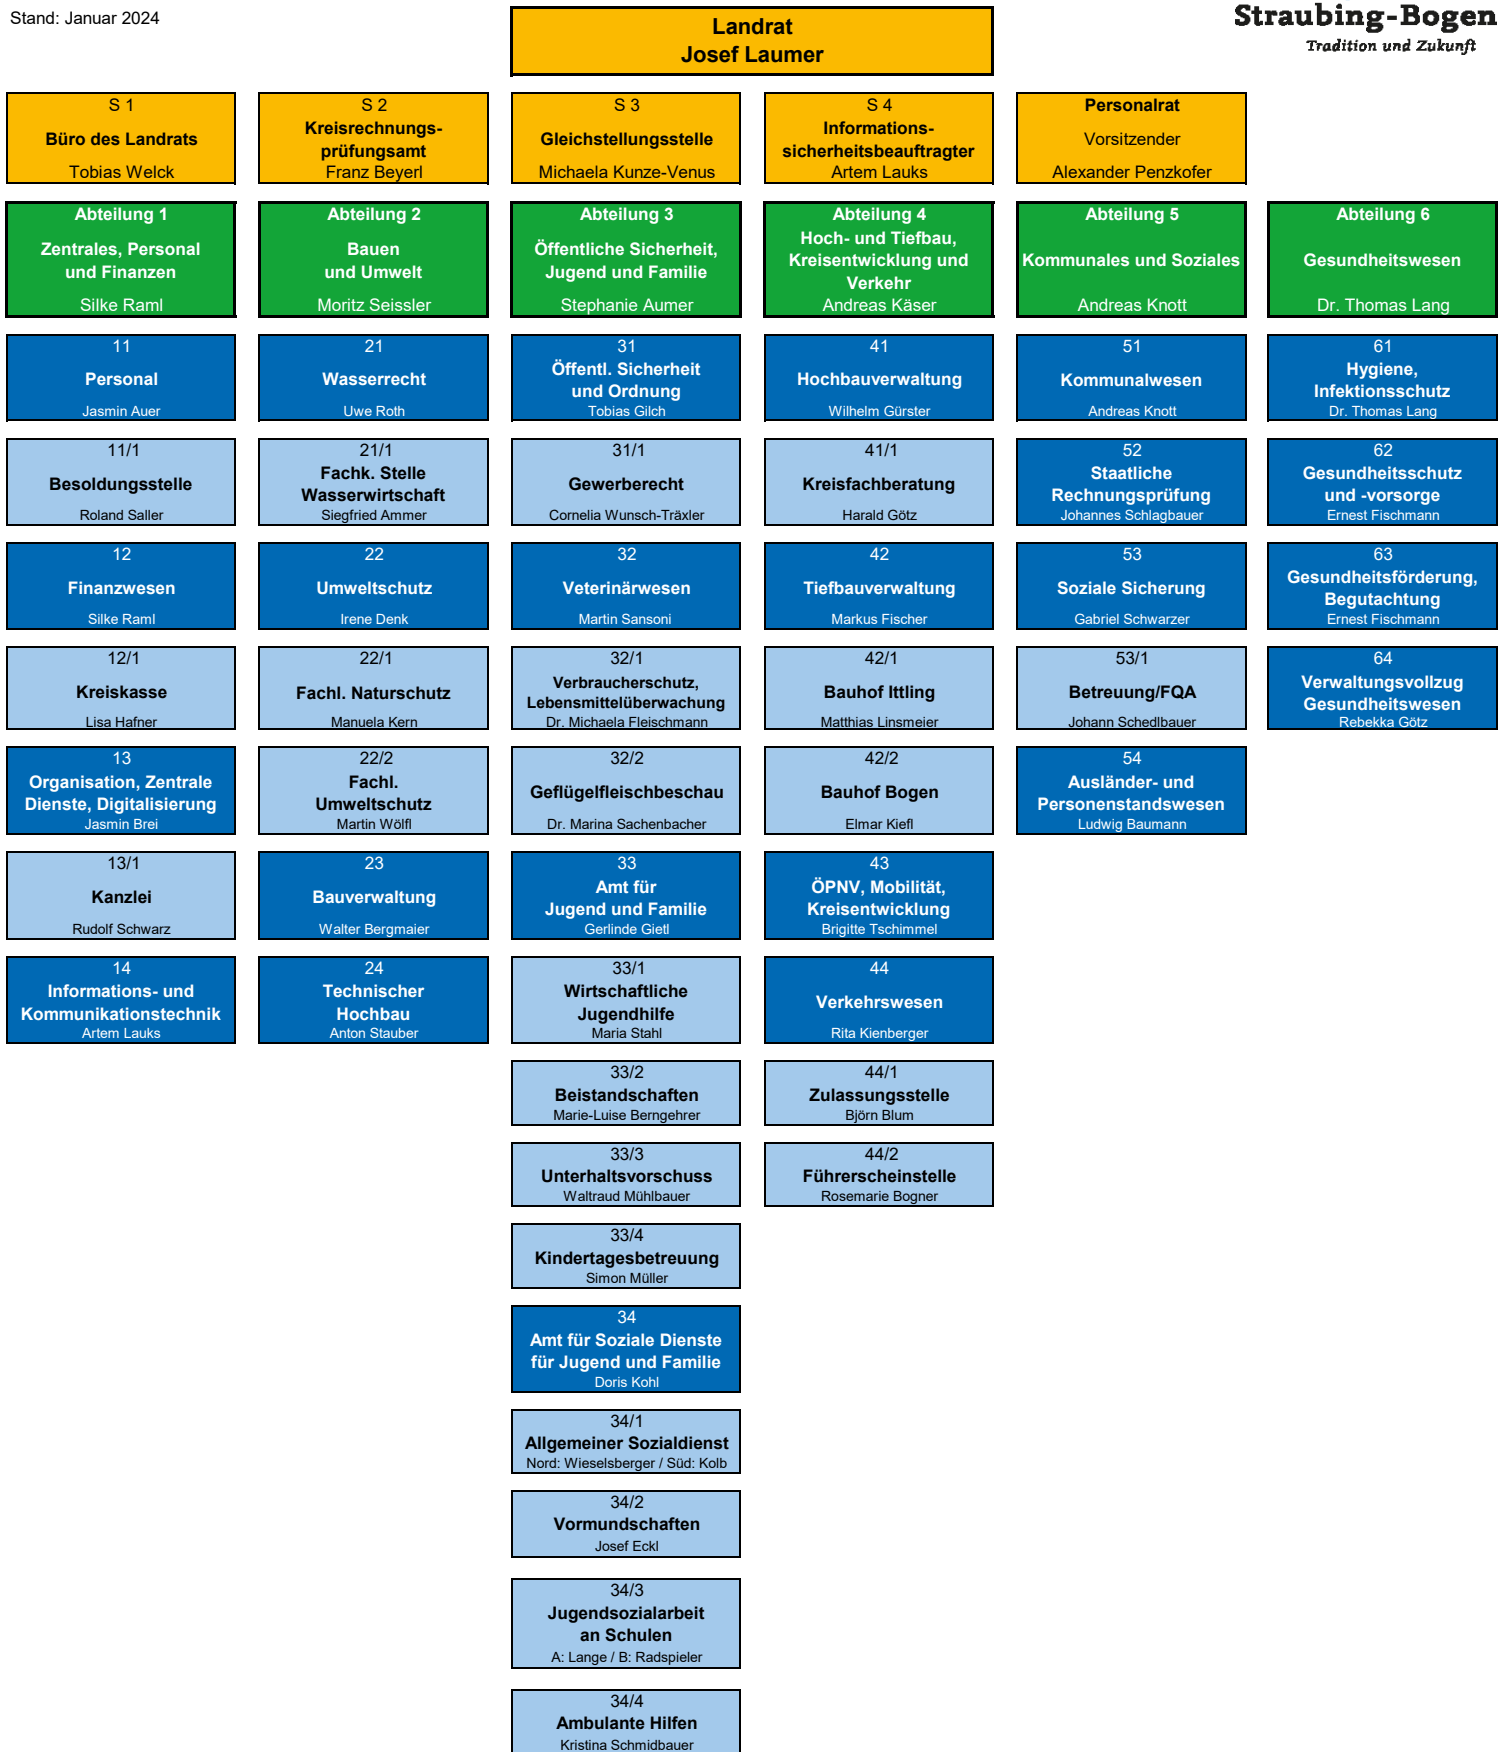 Stand: Januar 2024
Straubing-Bogen
Tradition und Zukunft
Landrat
Josef Laumer
S 1
Büro des Landrats
Tobias Welck
S 2
Kreisrechnungs-
prüfungsamt
Franz Beyerl
S 3
Gleichstellungsstelle
Michaela Kunze-Venus
S 4
Informations-
sicherheitsbeauftragter
Artem Lauks
Personalrat
Vorsitzender
Alexander Penzkofer
Abteilung 1
Zentrales, Personal
und Finanzen
Silke Raml
Abteilung 2
Bauen
und Umwelt
Moritz Seissler
Abteilung 3
Öffentliche Sicherheit,
Jugend und Familie
Stephanie Aumer
Abteilung 4
Hoch- und Tiefbau,
Kreisentwicklung und
Verkehr
Andreas Käser
Abteilung 5
Kommunales und Soziales
Andreas Knott
Abteilung 6
Gesundheitswesen
Dr. Thomas Lang
11
Personal
Jasmin Auer
21
Wasserrecht
Uwe Roth
31
Öffentl. Sicherheit
und Ordnung
Tobias Gilch
41
Hochbauverwaltung
Wilhelm Gürster
51
Kommunalwesen
Andreas Knott
61
Hygiene,
Infektionsschutz
Dr. Thomas Lang
11/1
Besoldungsstelle
Roland Saller
21/1
Fachk. Stelle
Wasserwirtschaft
Siegfried Ammer
31/1
Gewerberecht
Cornelia Wunsch-Träxler
41/1
Kreisfachberatung
Harald Götz
52
Staatliche
Rechnungsprüfung
Johannes Schlagbauer
62
Gesundheitsschutz
und -vorsorge
Ernest Fischmann
12
Finanzwesen
Silke Raml
22
Umweltschutz
Irene Denk
32
Veterinärwesen
Martin Sansoni
42
Tiefbauverwaltung
Markus Fischer
53
Soziale Sicherung
Gabriel Schwarzer
63
Gesundheitsförderung,
Begutachtung
Ernest Fischmann
12/1
Kreiskasse
Lisa Hafner
22/1
Fachl. Naturschutz
Manuela Kern
32/1
Verbraucherschutz,
Lebensmittelüberwachung
Dr. Michaela Fleischmann
42/1
Bauhof Ittling
Matthias Linsmeier
53/1
Betreuung/FQA
Johann Schedlbauer
64
Verwaltungsvollzug
Gesundheitswesen
Rebekka Götz
13
Organisation, Zentrale
Dienste, Digitalisierung
Jasmin Brei
22/2
Fachl.
Umweltschutz
Martin Wölfl
32/2
Geflügelfleischbeschau
Dr. Marina Sachenbacher
42/2
Bauhof Bogen
Elmar Kiefl
54
Ausländer- und
Personenstandswesen
Ludwig Baumann
13/1
Kanzlei
Rudolf Schwarz
23
Bauverwaltung
Walter Bergmaier
33
Amt für
Jugend und Familie
Gerlinde Gietl
43
ÖPNV, Mobilität,
Kreisentwicklung
Brigitte Tschimmel
14
Informations- und
Kommunikationstechnik
Artem Lauks
24
Technischer
Hochbau
Anton Stauber
33/1
Wirtschaftliche
Jugendhilfe
Maria Stahl
44
Verkehrswesen
Rita Kienberger
33/2
Beistandschaften
Marie-Luise Berngehrer
44/1
Zulassungsstelle
Björn Blum
33/3
Unterhaltsvorschuss
Waltraud Mühlbauer
44/2
Führerscheinstelle
Rosemarie Bogner
33/4
Kindertagesbetreuung
Simon Müller
34
Amt für Soziale Dienste
für Jugend und Familie
Doris Kohl
34/1
Allgemeiner Sozialdienst
Nord: Wieselsberger / Süd: Kolb
34/2
Vormundschaften
Josef Eckl
34/3
Jugendsozialarbeit
an Schulen
A: Lange / B: Radspieler
34/4
Ambulante Hilfen
Kristina Schmidbauer